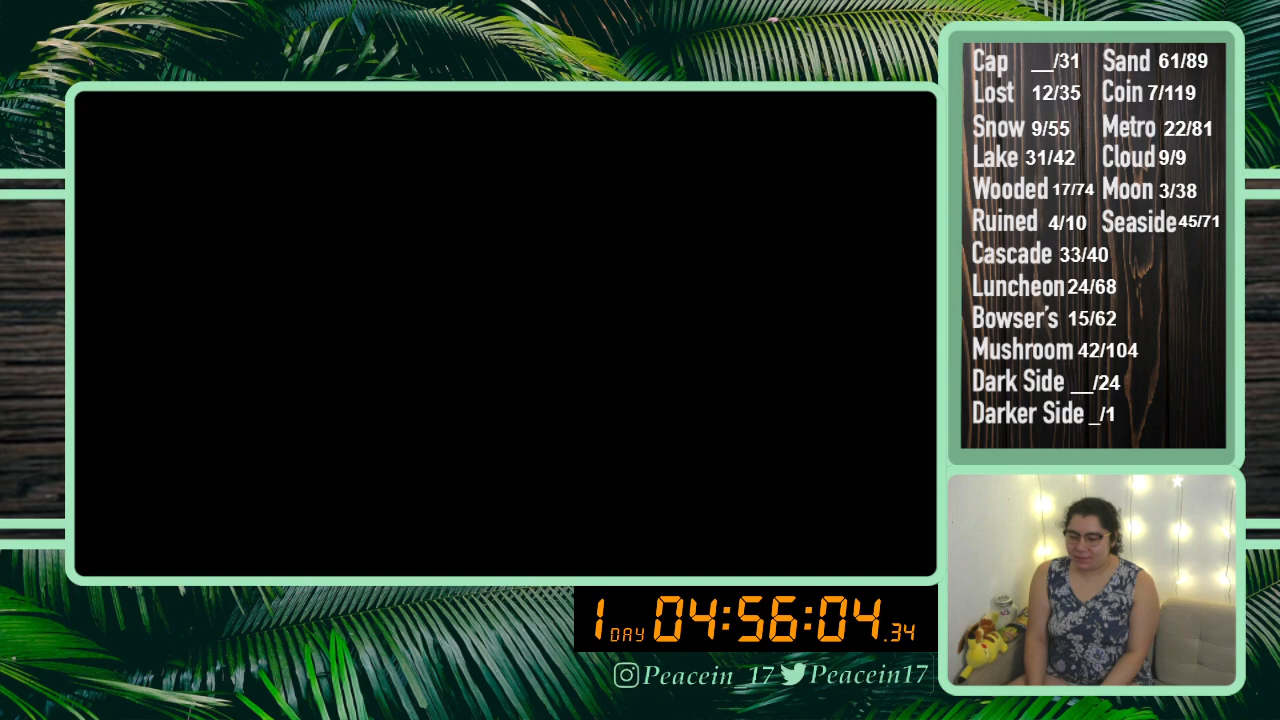 Cap __/31 Sand 61/89
Lost 12/35 Coin 7/119
Snow 9/55 Metro 22/81
Lake 31/42 Cloud 9/9
Wooded 17/74 Moon 3/38
Ruined 4/10 Seaside 45/71
Cascade 33/40
Luncheon 24/68
Bowser's 15/62
Mushroom 42/104
Dark Side __/24
Darker Side _/1
1 DAY 04:56:04.34
Peacein_17 Peacein17